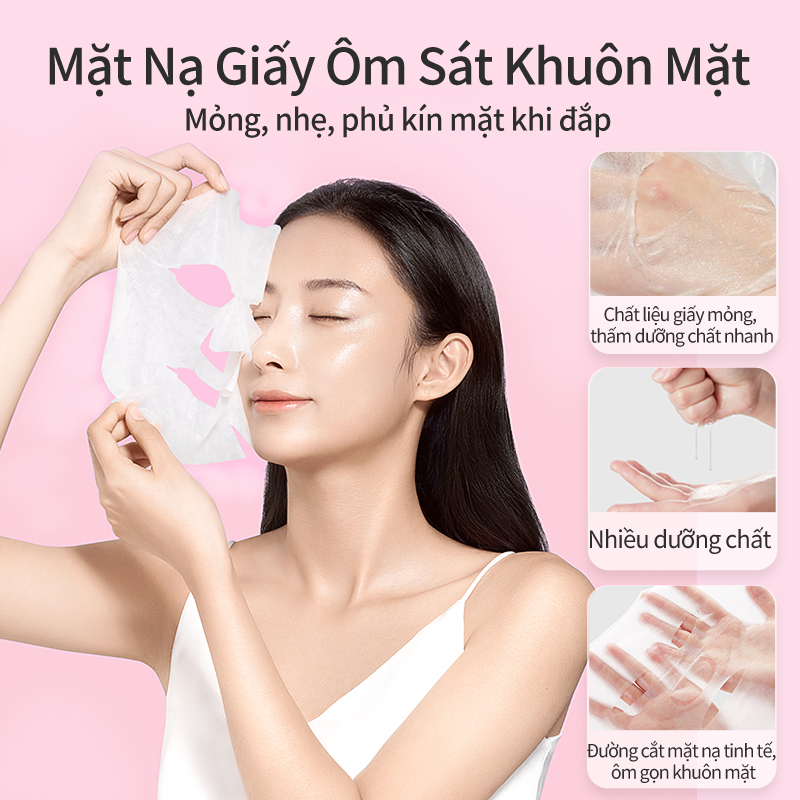 Mặt Nạ Giấy Ôm Sát Khuôn Mặt
Mỏng, nhẹ, phủ kín mặt khi đắp
Chất liệu giấy mỏng,
thấm dưỡng chất nhanh
Nhiều dưỡng chất
Đường cắt mặt nạ tinh tế,
ôm gọn khuôn mặt